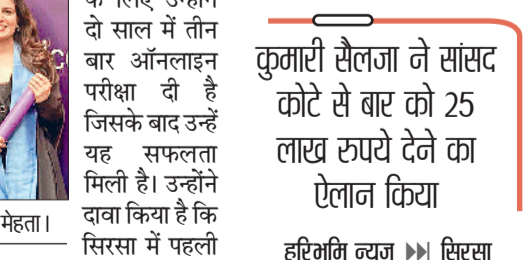 के लिए उन्होंने
दो साल में तीन
बार ऑनलाइन
परीक्षा दी है
जिसके बाद उन्हें
यह सफलता
मिली है। उन्होंने
दावा किया है कि
सिरसा में पहली
मेहता।
कुमारी सैलजा ने सांसद
कोटे से बार को 25
लाख रुपये देने का
ऐलान किया
हरिभूमि न्यूज सिरसा